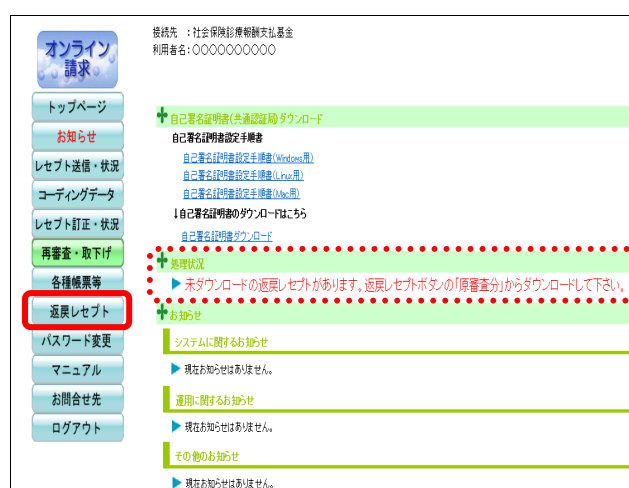 オンライン
請求
トップページ
お知らせ
レセプト送信・状況
コーディングデータ
レセプト訂正・状況
再審査・取下げ
各種帳票等
返戻レセプト
パスワード変更
マニュアル
お問合せ先
ログアウト
接続先 :社会保険診療報酬支払基金
利用者名:〇〇〇〇〇〇〇〇〇〇
自己署名証明書(共通認証局)ダウンロード
自己署名証明書設定手順書
自己署名証明書設定手順書(Windows用)
自己署名証明書設定手順書(Linux用)
自己署名証明書設定手順書(Mac用)
↓自己署名証明書のダウンロードはこちら
自己署名証明書ダウンロード
処理状況
未ダウンロードの返戻レセプトがあります。返戻レセプトボタンの「原審査分」からダウンロードして下さい。
お知らせ
システムに関するお知らせ
現在お知らせはありません。
運用に関するお知らせ
現在お知らせはありません。
その他のお知らせ
現在お知らせはありません。